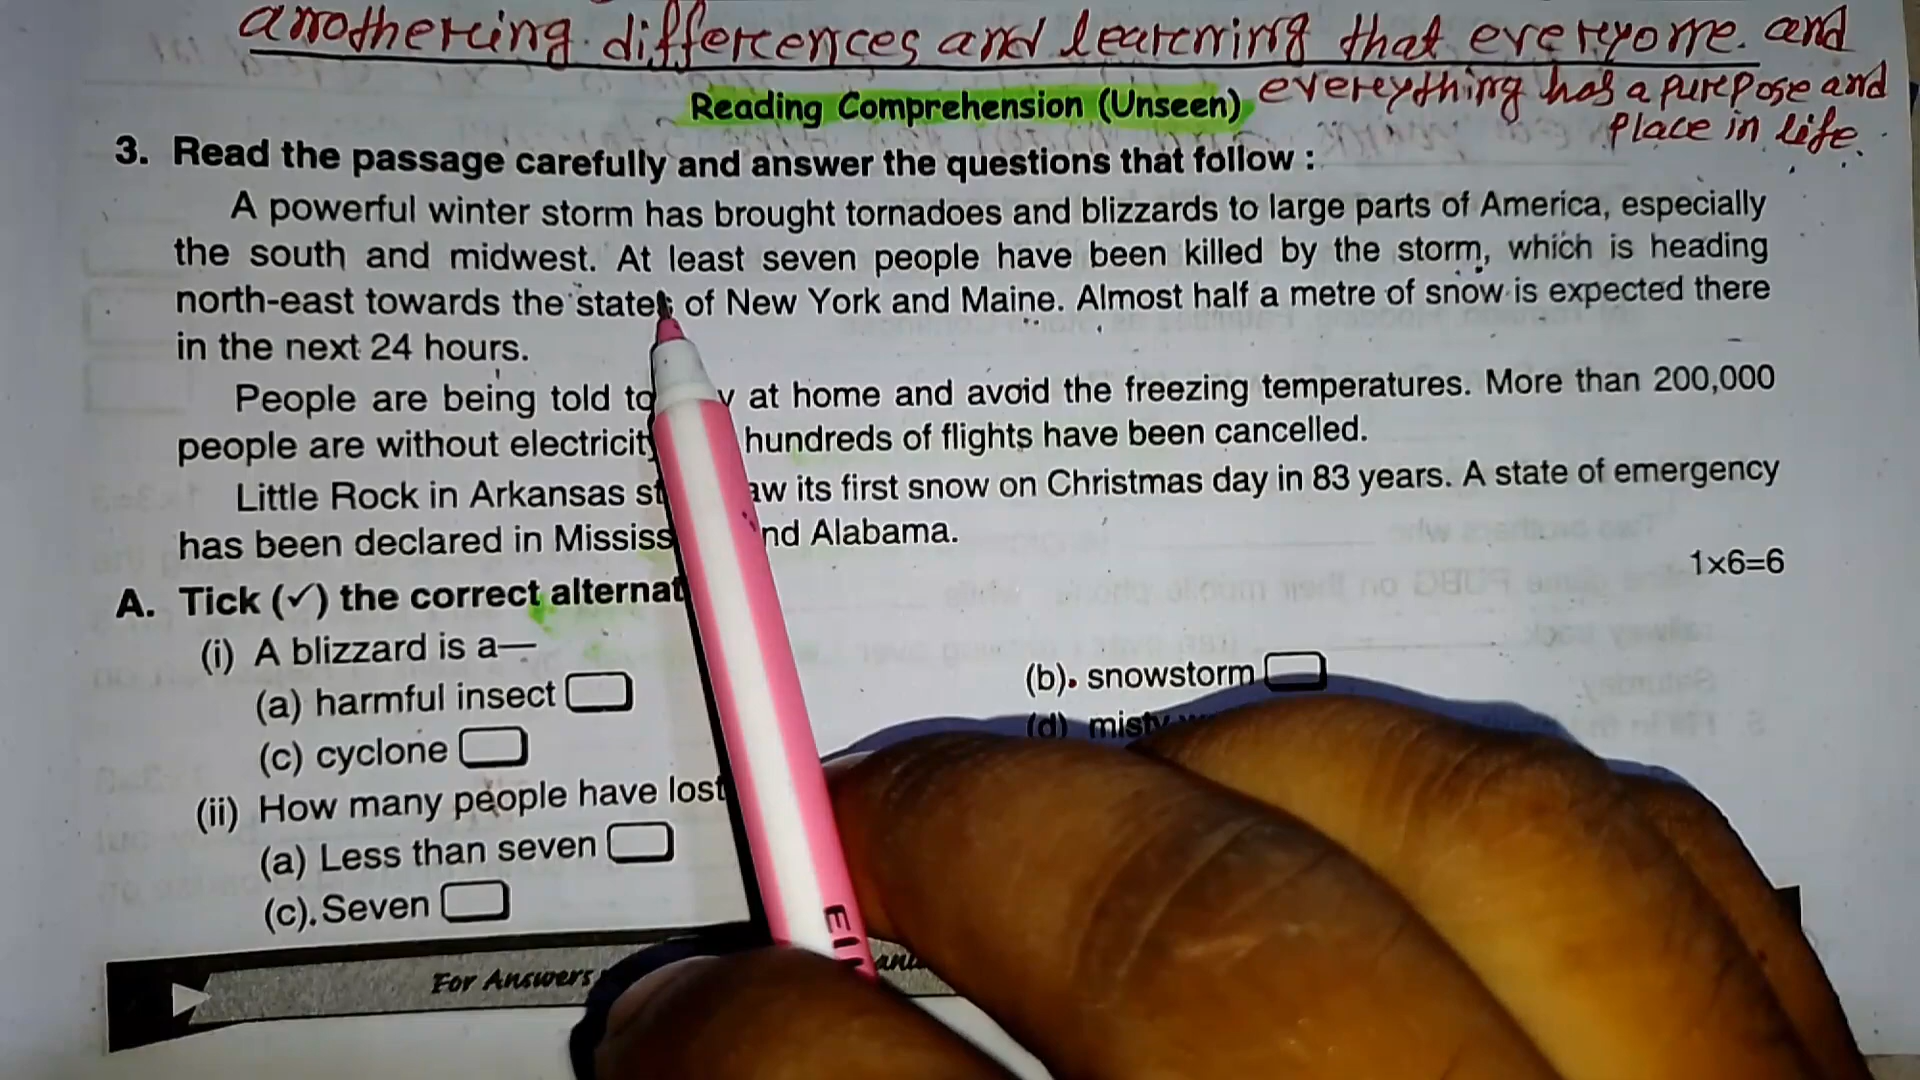 anothereing differences and learning that everyone and
everything has a purpose and
place in life.
Reading Comprehension (Unseen)
3. Read the passage carefully and answer the questions that follow :
A powerful winter storm has brought tornadoes and blizzards to large parts of America, especially
the south and midwest. At least seven people have been killed by the storm, which is heading
north-east towards the states of New York and Maine. Almost half a metre of snow is expected there
in the next 24 hours.
People are being told to at home and avoid the freezing temperatures. More than 200,000
people are without electricity hundreds of flights have been cancelled.
Little Rock in Arkansas its first snow on Christmas day in 83 years. A state of emergency
has been declared in Alabama.
1×6=6
A. Tick (✓) the correct
(i) A blizzard is a—
(a) harmful insect
(b). snowstorm
(c) cyclone
(d)
(ii) How many people have lost
(a) Less than seven
(c). Seven
For Answers